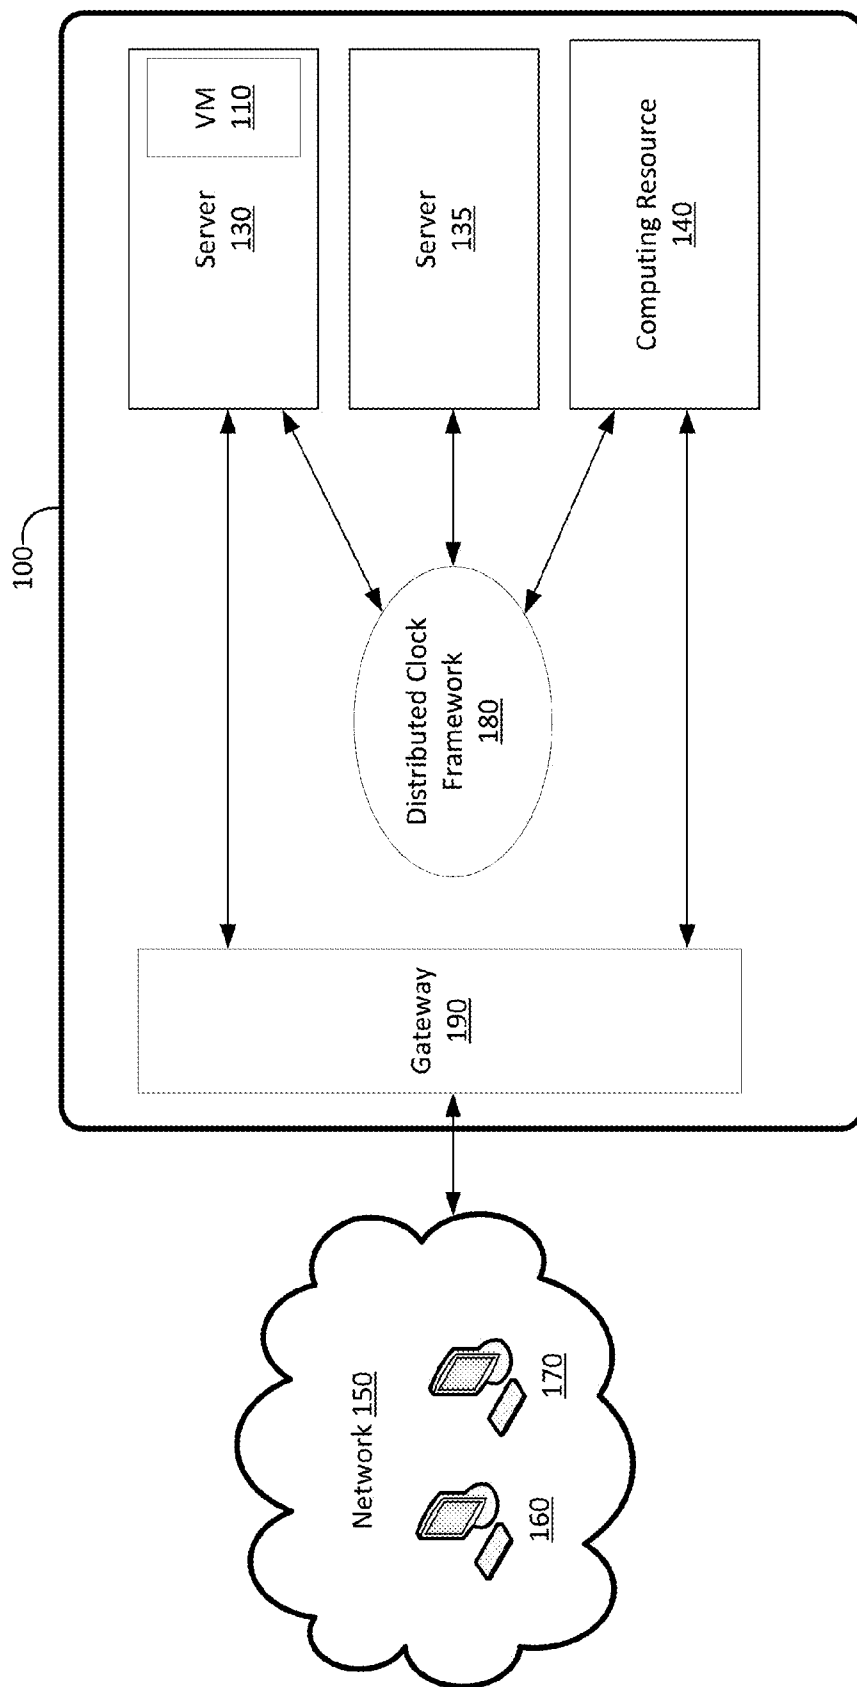 100
Network 150
160
170
Gateway
190
Distributed Clock
Framework
180
Server
130
VM
110
Server
135
Computing Resource
140